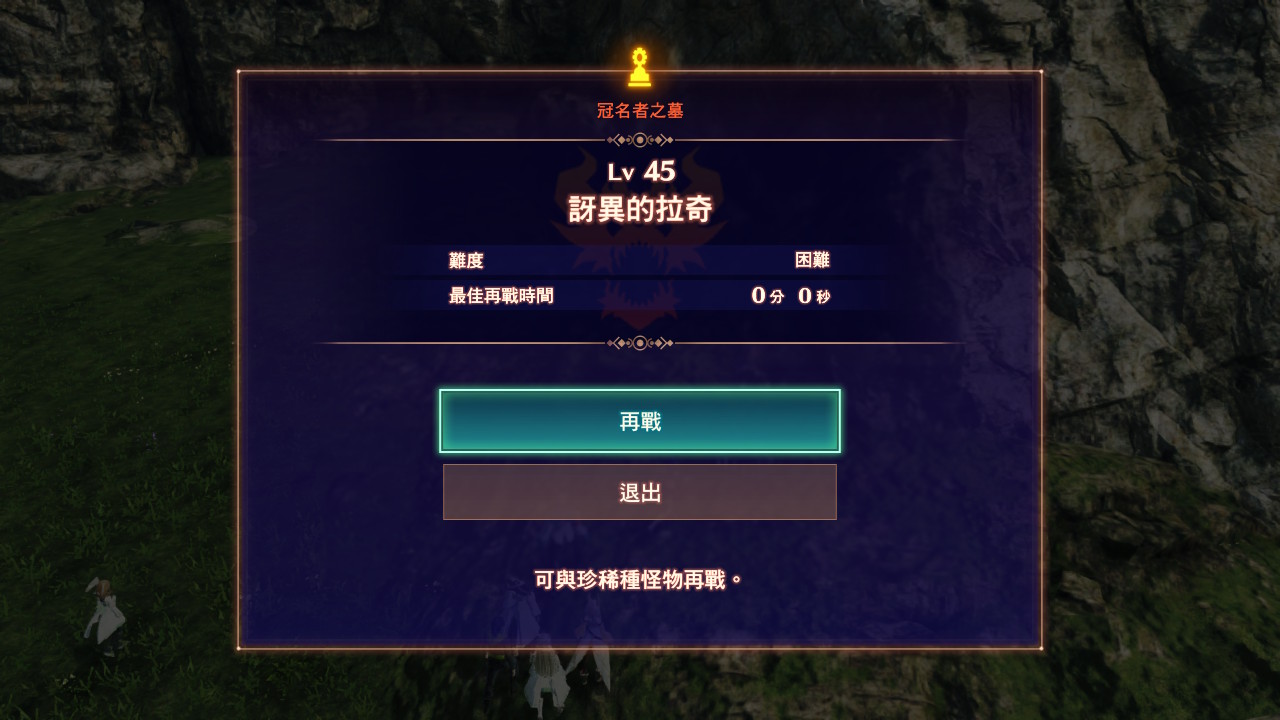 冠名者之墓
Lv 45
訝異的拉奇
難度 困難
最佳再戰時間 0分 0秒
再戰
退出
可與珍稀種怪物再戰。